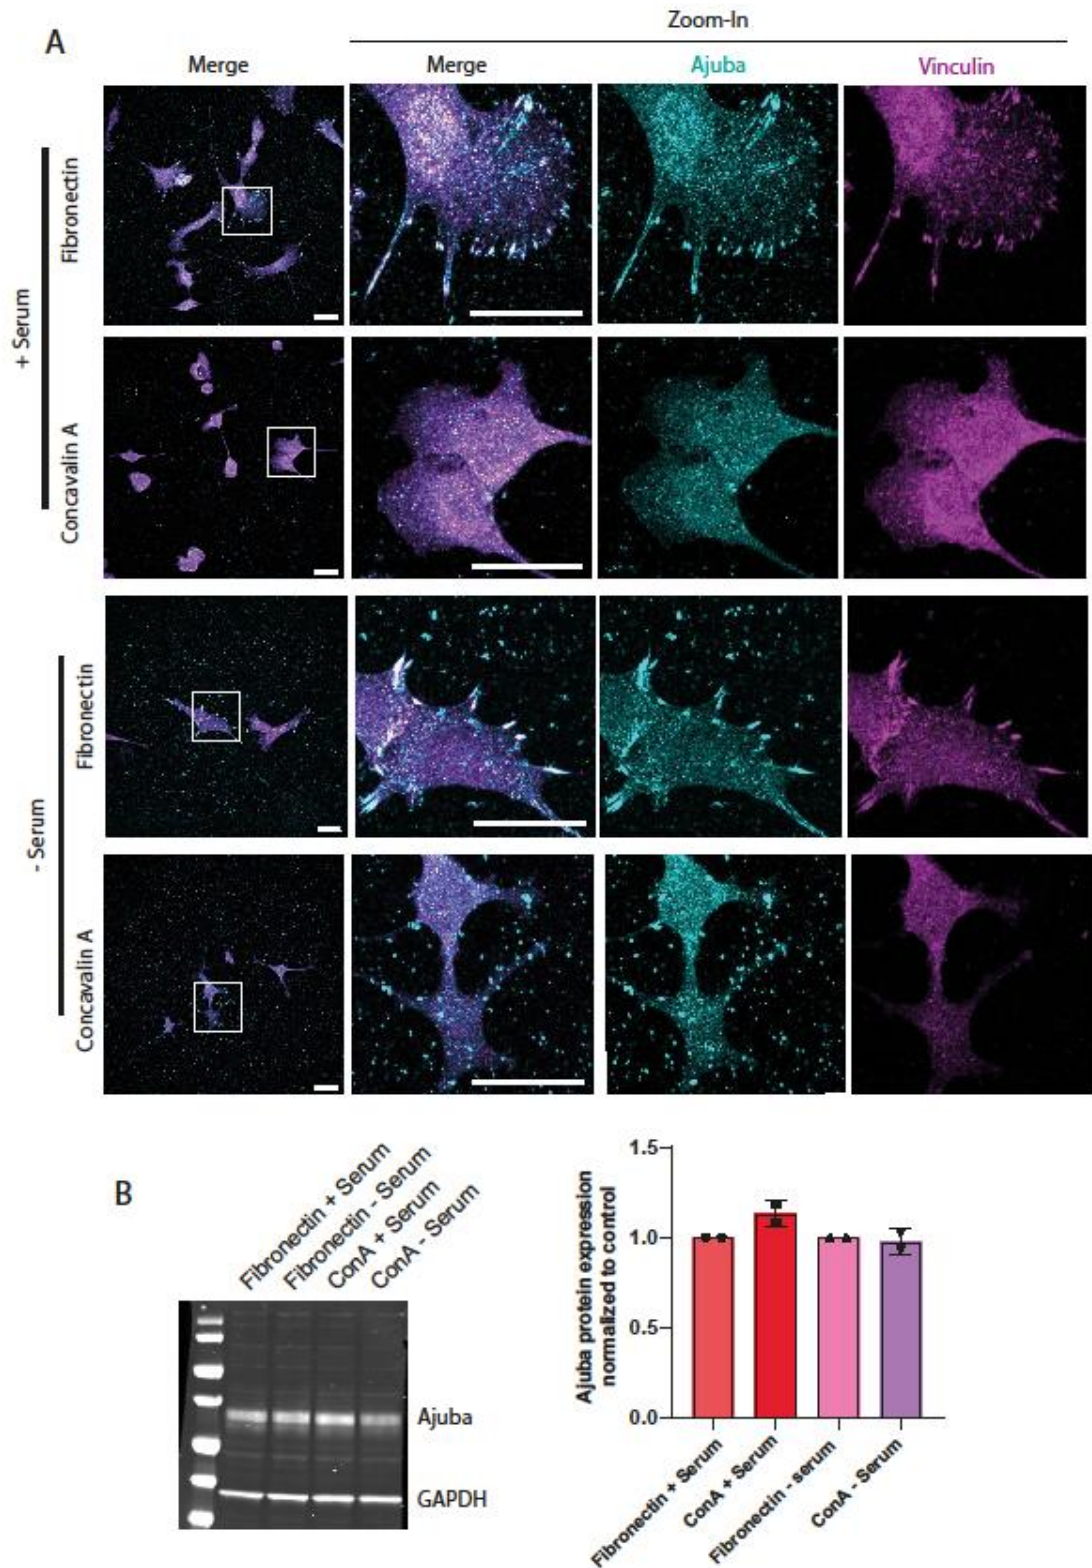 A
Zoom-In
Merge
Merge
Ajuba
Vinculin
+ Serum
Fibronectin
Concavalin A
- Serum
Fibronectin
Concavalin A
B
Fibronectin + Serum
Fibronectin - Serum
ConA + Serum
ConA - Serum
Ajuba
GAPDH
Ajuba protein expression
normalized to control
1.5
1.0
0.5
0.0
Fibronectin + Serum
ConA + Serum
Fibronectin - serum
ConA - Serum